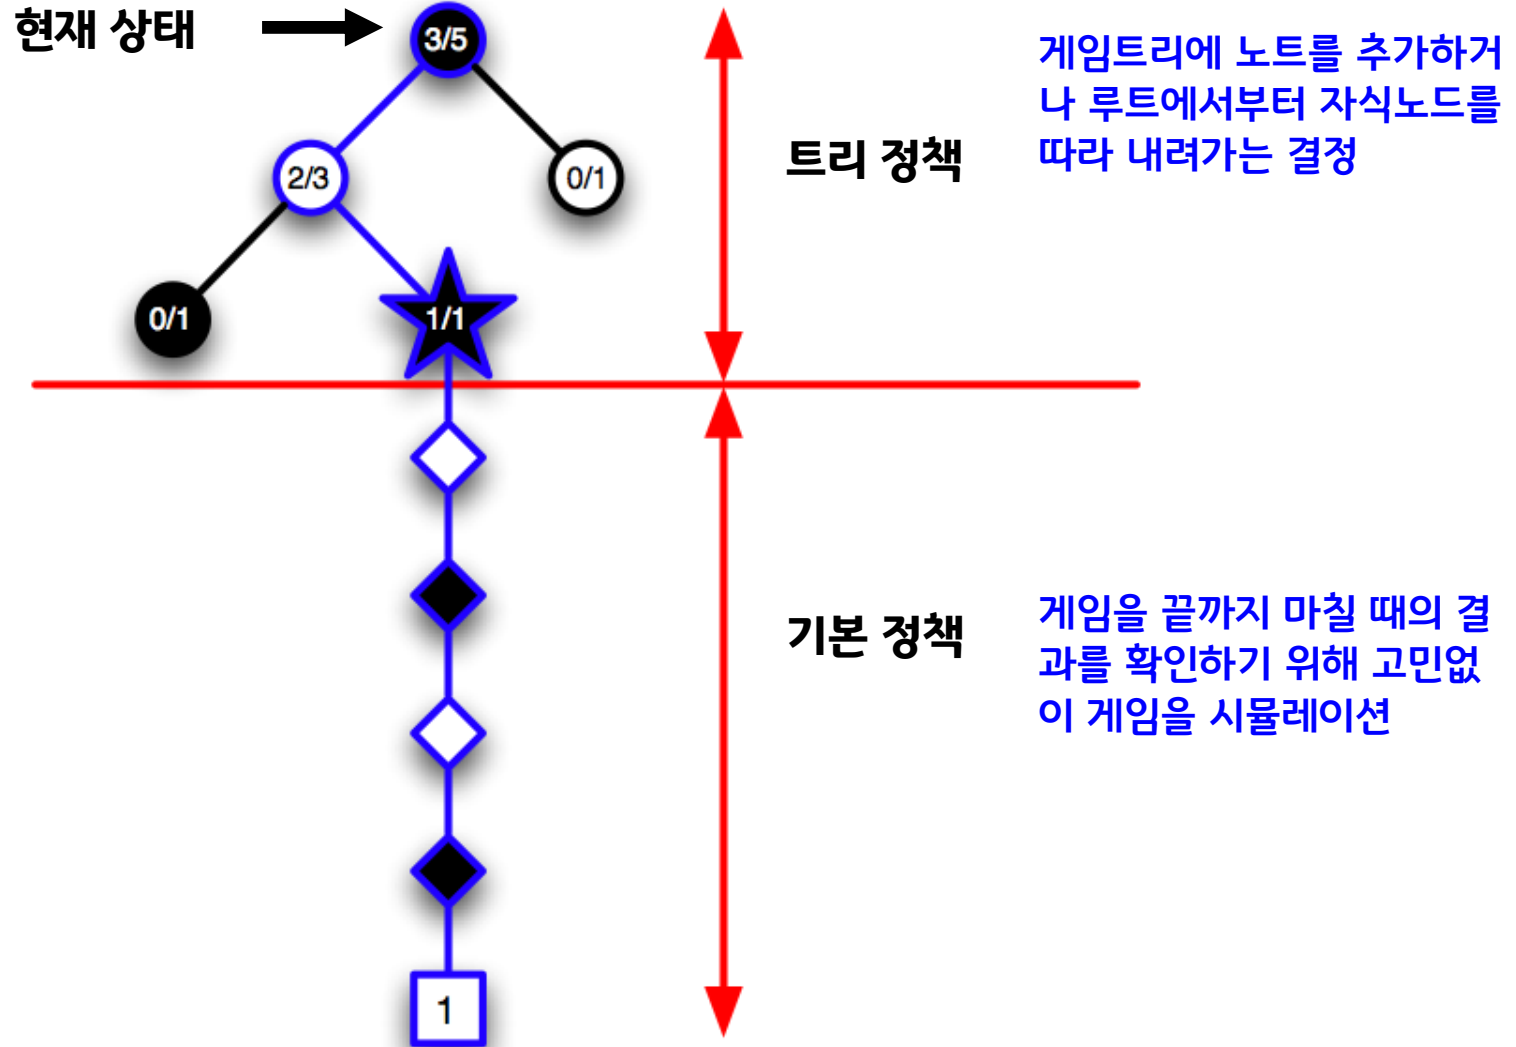 현재 상태
3/5
게임트리에 노트를 추가하거
나 루트에서부터 자식노드를
따라 내려가는 결정
트리 정책
2/3
0/1
0/1
1/1
기본 정책
게임을 끝까지 마칠 때의 결
과를 확인하기 위해 고민없
이 게임을 시뮬레이션
1